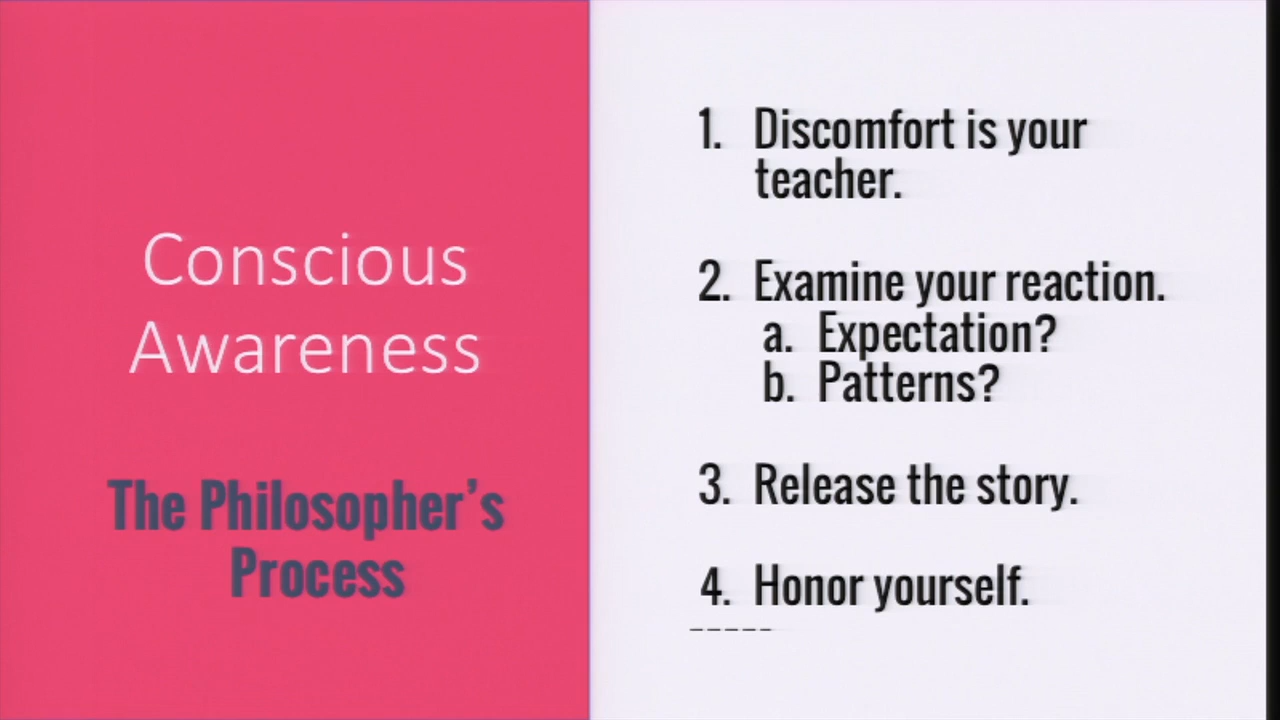 Conscious
Awareness
The Philosopher’s
Process
1. Discomfort is your
teacher.
2. Examine your reaction.
a. Expectation?
b. Patterns?
3. Release the story.
4. Honor yourself.
-----